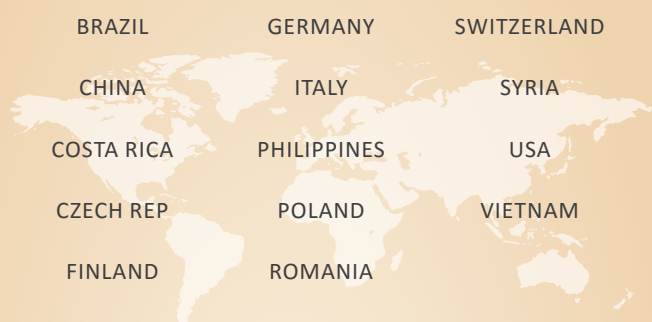 BRAZIL
CHINA
COSTA RICA
CZECH REP
FINLAND
GERMANY
ITALY
PHILIPPINES
POLAND
ROMANIA
SWITZERLAND
SYRIA
USA
VIETNAM